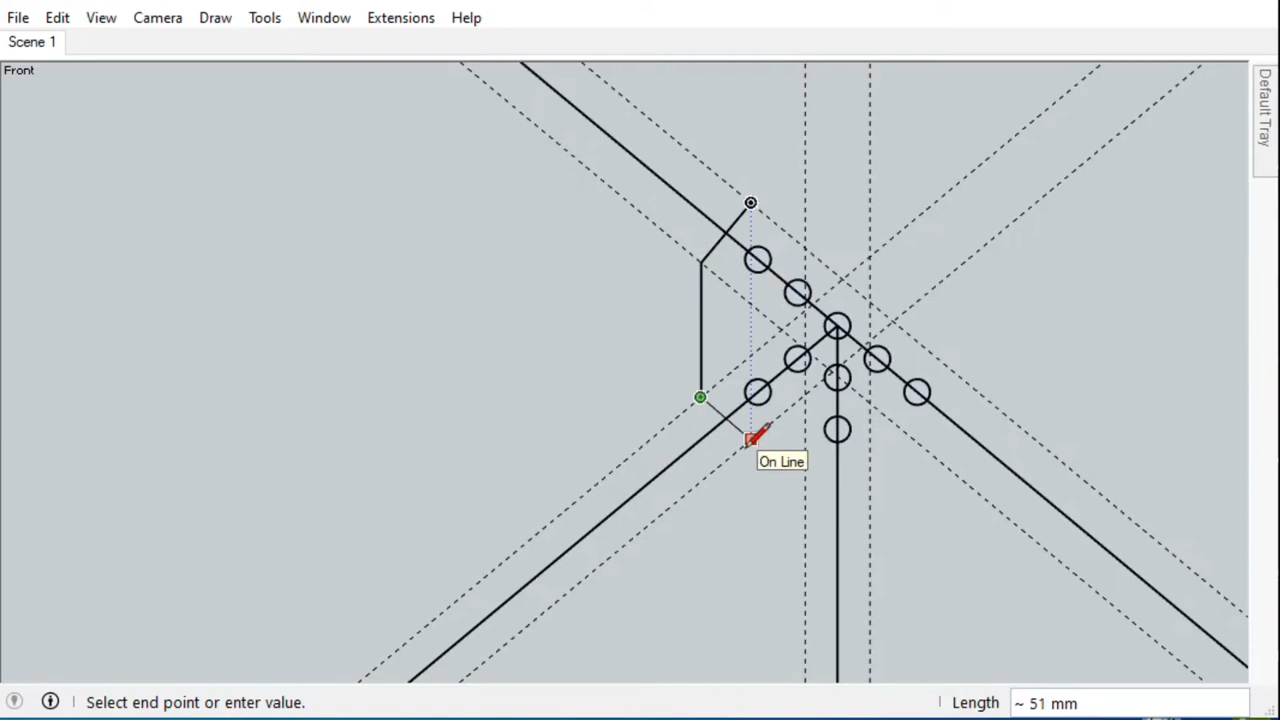 File Edit View Camera Draw Tools Window Extensions Help
Scene 1
Front
Default Tray
On Line
Select end point or enter value.
Length ~ 51 mm